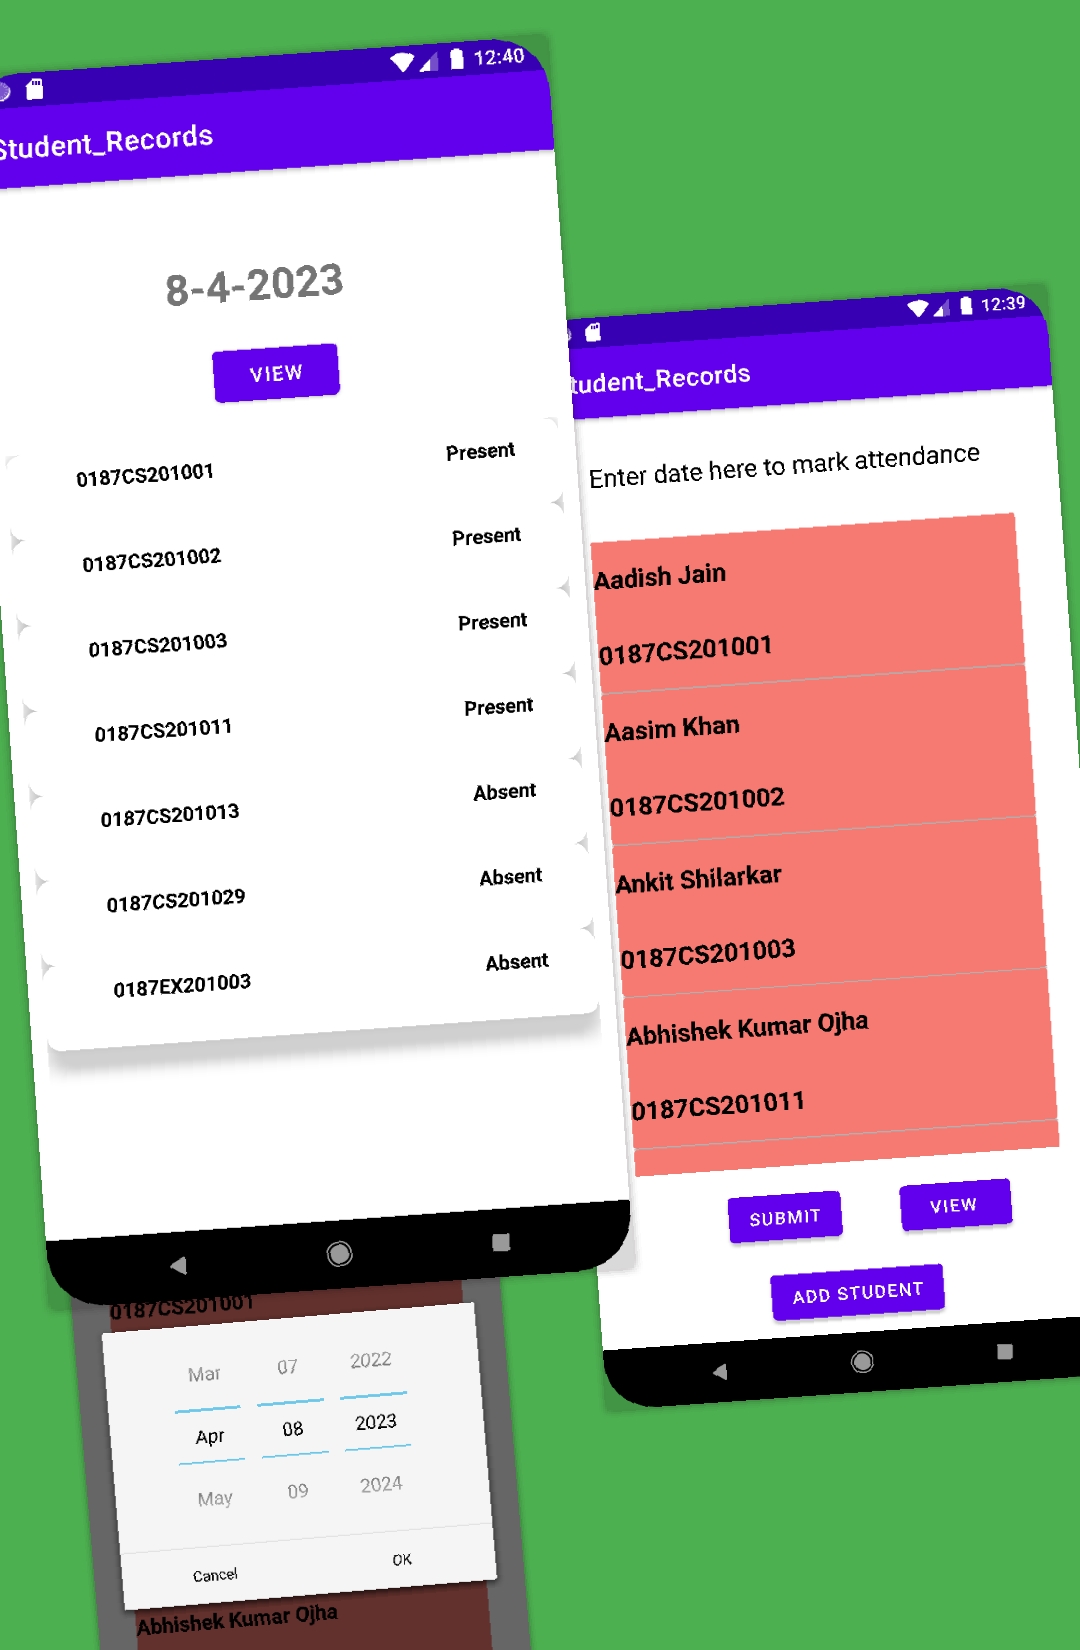 12:40
Student_Records
8-4-2023
VIEW
0187CS201001 Present
0187CS201002 Present
0187CS201003 Present
0187CS201011 Present
0187CS201013 Absent
0187CS201029 Absent
0187EX201003 Absent
12:39
tudent_Records
Enter date here to mark attendance
Aadish Jain
0187CS201001
Aasim Khan
0187CS201002
Ankit Shilarkar
0187CS201003
Abhishek Kumar Ojha
0187CS201011
SUBMIT VIEW
ADD STUDENT
0187CS201001
Mar 07 2022
Apr 08 2023
May 09 2024
Cancel OK
Abhishek Kumar Ojha